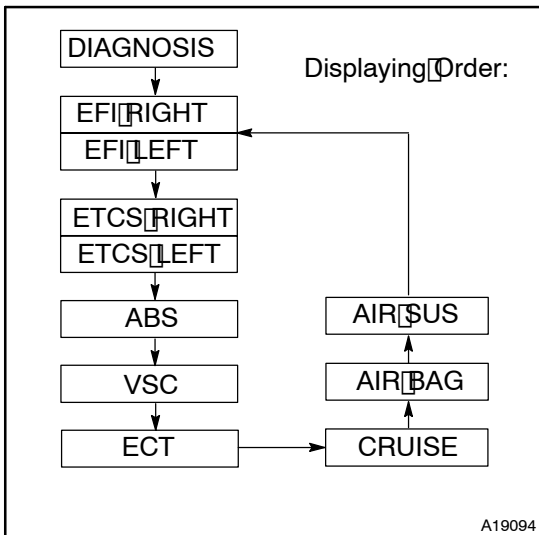 DIAGNOSIS
Displaying▯Order:
EFI▯RIGHT
EFI▯LEFT
ETCS▯RIGHT
ETCS▯LEFT
ABS
VSC
ECT
CRUISE
AIR▯BAG
AIR▯SUS
A19094